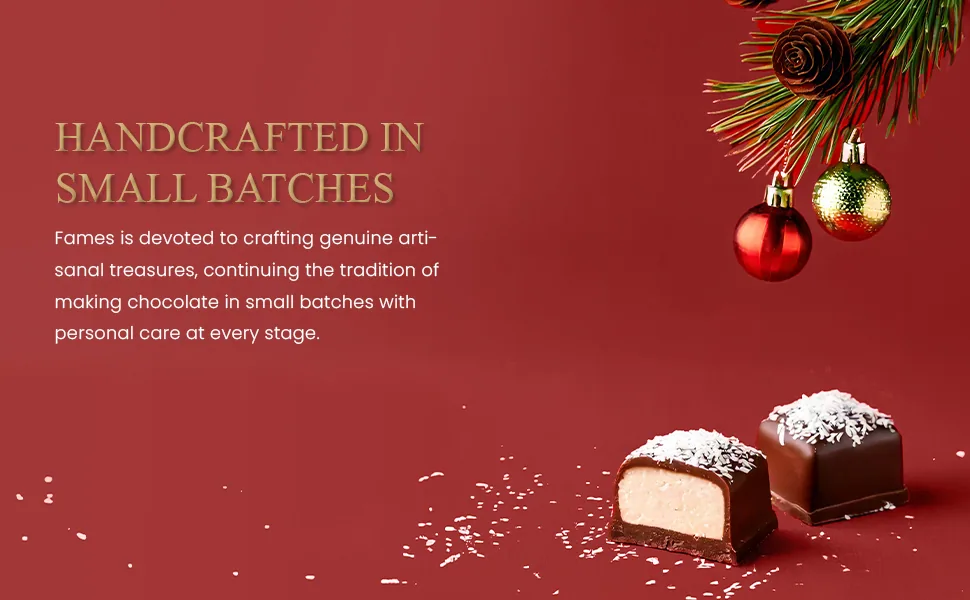 HANDCRAFTED IN
SMALL BATCHES
Fames is devoted to crafting genuine arti-
sanal treasures, continuing the tradition of
making chocolate in small batches with
personal care at every stage.